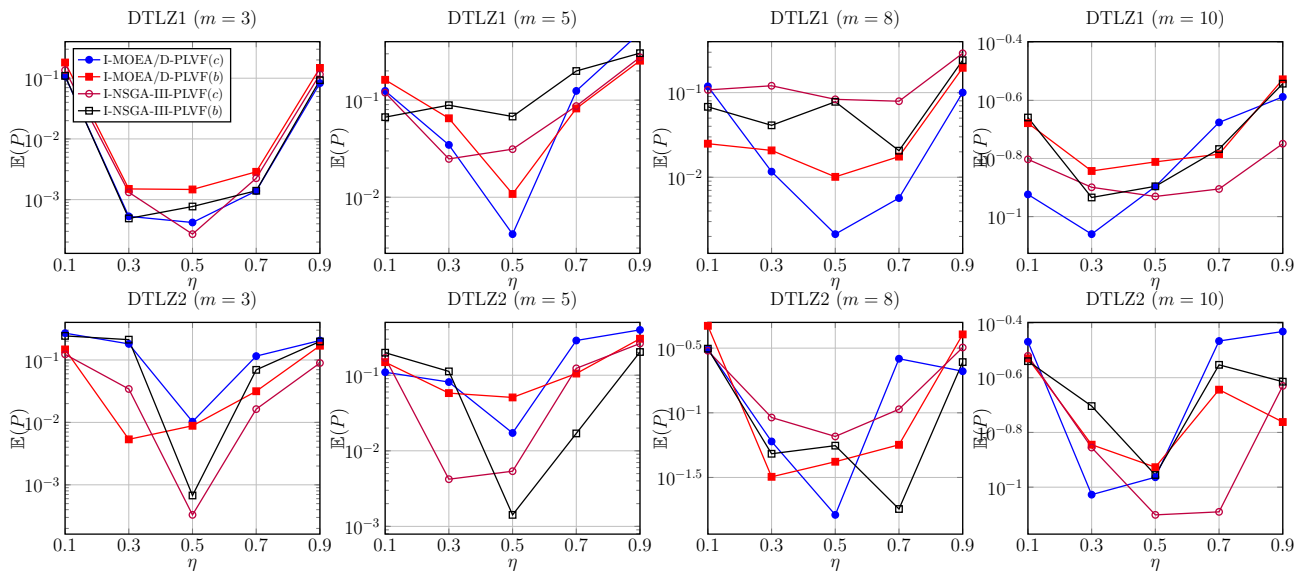 DTLZ1 (m = 3)
DTLZ1 (m = 5)
DTLZ1 (m = 8)
DTLZ1 (m = 10)
I-MOEA/D-PLVF(c)
I-MOEA/D-PLVF(b)
I-NSGA-III-PLVF(c)
I-NSGA-III-PLVF(b)
𝔼(P)
10⁻¹
10⁻²
10⁻³
0.1 0.3 0.5 0.7 0.9
η
𝔼(P)
10⁻¹
10⁻²
0.1 0.3 0.5 0.7 0.9
η
𝔼(P)
10⁻¹
10⁻²
0.1 0.3 0.5 0.7 0.9
η
𝔼(P)
10⁻⁰·⁴
10⁻⁰·⁶
10⁻⁰·⁸
10⁻¹
0.1 0.3 0.5 0.7 0.9
η
DTLZ2 (m = 3)
DTLZ2 (m = 5)
DTLZ2 (m = 8)
DTLZ2 (m = 10)
𝔼(P)
10⁻¹
10⁻²
10⁻³
0.1 0.3 0.5 0.7 0.9
η
𝔼(P)
10⁻¹
10⁻²
10⁻³
0.1 0.3 0.5 0.7 0.9
η
𝔼(P)
10⁻⁰·⁵
10⁻¹
10⁻¹·⁵
0.1 0.3 0.5 0.7 0.9
η
𝔼(P)
10⁻⁰·⁴
10⁻⁰·⁶
10⁻⁰·⁸
10⁻¹
0.1 0.3 0.5 0.7 0.9
η